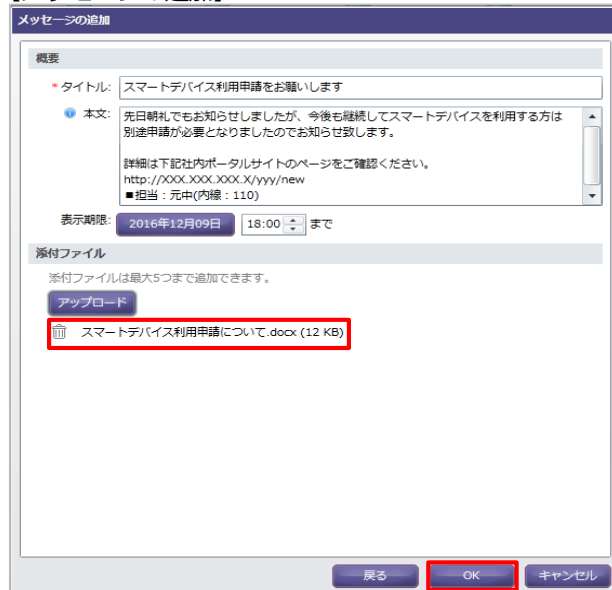 メッセージの追加
概要
*タイトル: スマートデバイス利用申請をお願いします
本文: 先日朝礼でもお知らせしましたが、今後も継続してスマートデバイスを利用する方は
別途申請が必要となりましたのでお知らせ致します。
詳細は下記社内ポータルサイトのページをご確認ください。
http://XXX.XXX.XXX.X/yyy/new
■担当：元中(内線：110)
表示期限: 2016年12月09日 18:00 まで
添付ファイル
添付ファイルは最大5つまで追加できます。
アップロード
スマートデバイス利用申請について.docx (12 KB)
戻る OK キャンセル